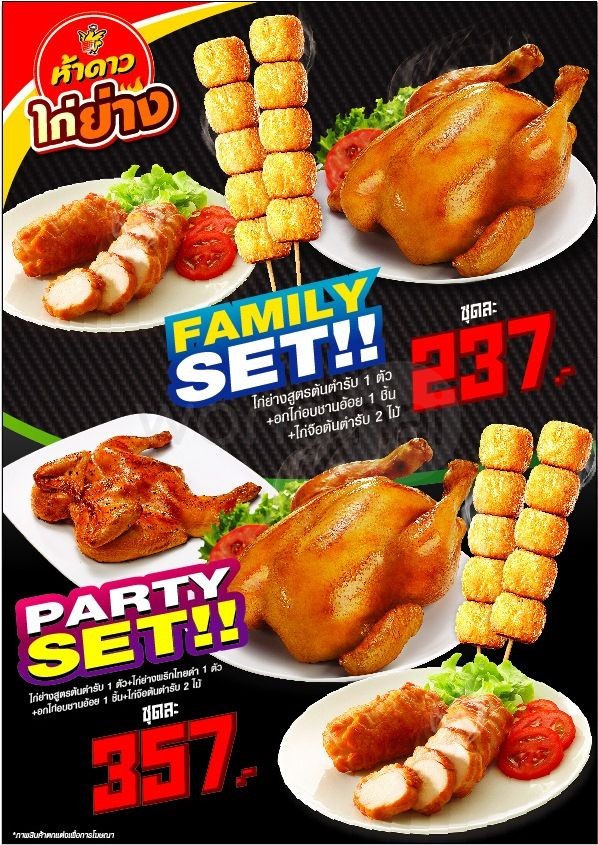 ห้าดาว
ไก่ย่าง
FAMILY
SET!!
ชุดละ
237.-
ไก่ย่างสูตรต้นตำรับ 1 ตัว
+อกไก่อบชานอ้อย 1 ชิ้น
+ไก่จ๊อต้นตำรับ 2 ไม้
PARTY
SET!!
ไก่ย่างสูตรต้นตำรับ 1 ตัว+ไก่ย่างพริกไทยดำ 1 ตัว
+อกไก่อบชานอ้อย 1 ชิ้น+ไก่จ๊อต้นตำรับ 2 ไม้
ชุดละ
357.-
*ภาพสินค้าตกแต่งเพื่อการโฆษณา